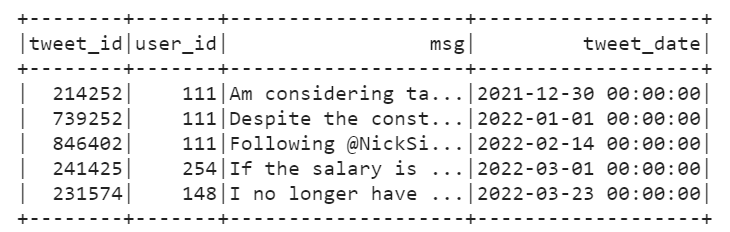 +--------+-------+--------------------+-------------------+
|tweet_id|user_id|                 msg|         tweet_date|
+--------+-------+--------------------+-------------------+
|  214252|    111|Am considering ta...|2021-12-30 00:00:00|
|  739252|    111|Despite the const...|2022-01-01 00:00:00|
|  846402|    111|Following @NickSi...|2022-02-14 00:00:00|
|  241425|    254|If the salary is ...|2022-03-01 00:00:00|
|  231574|    148|I no longer have ...|2022-03-23 00:00:00|
+--------+-------+--------------------+-------------------+